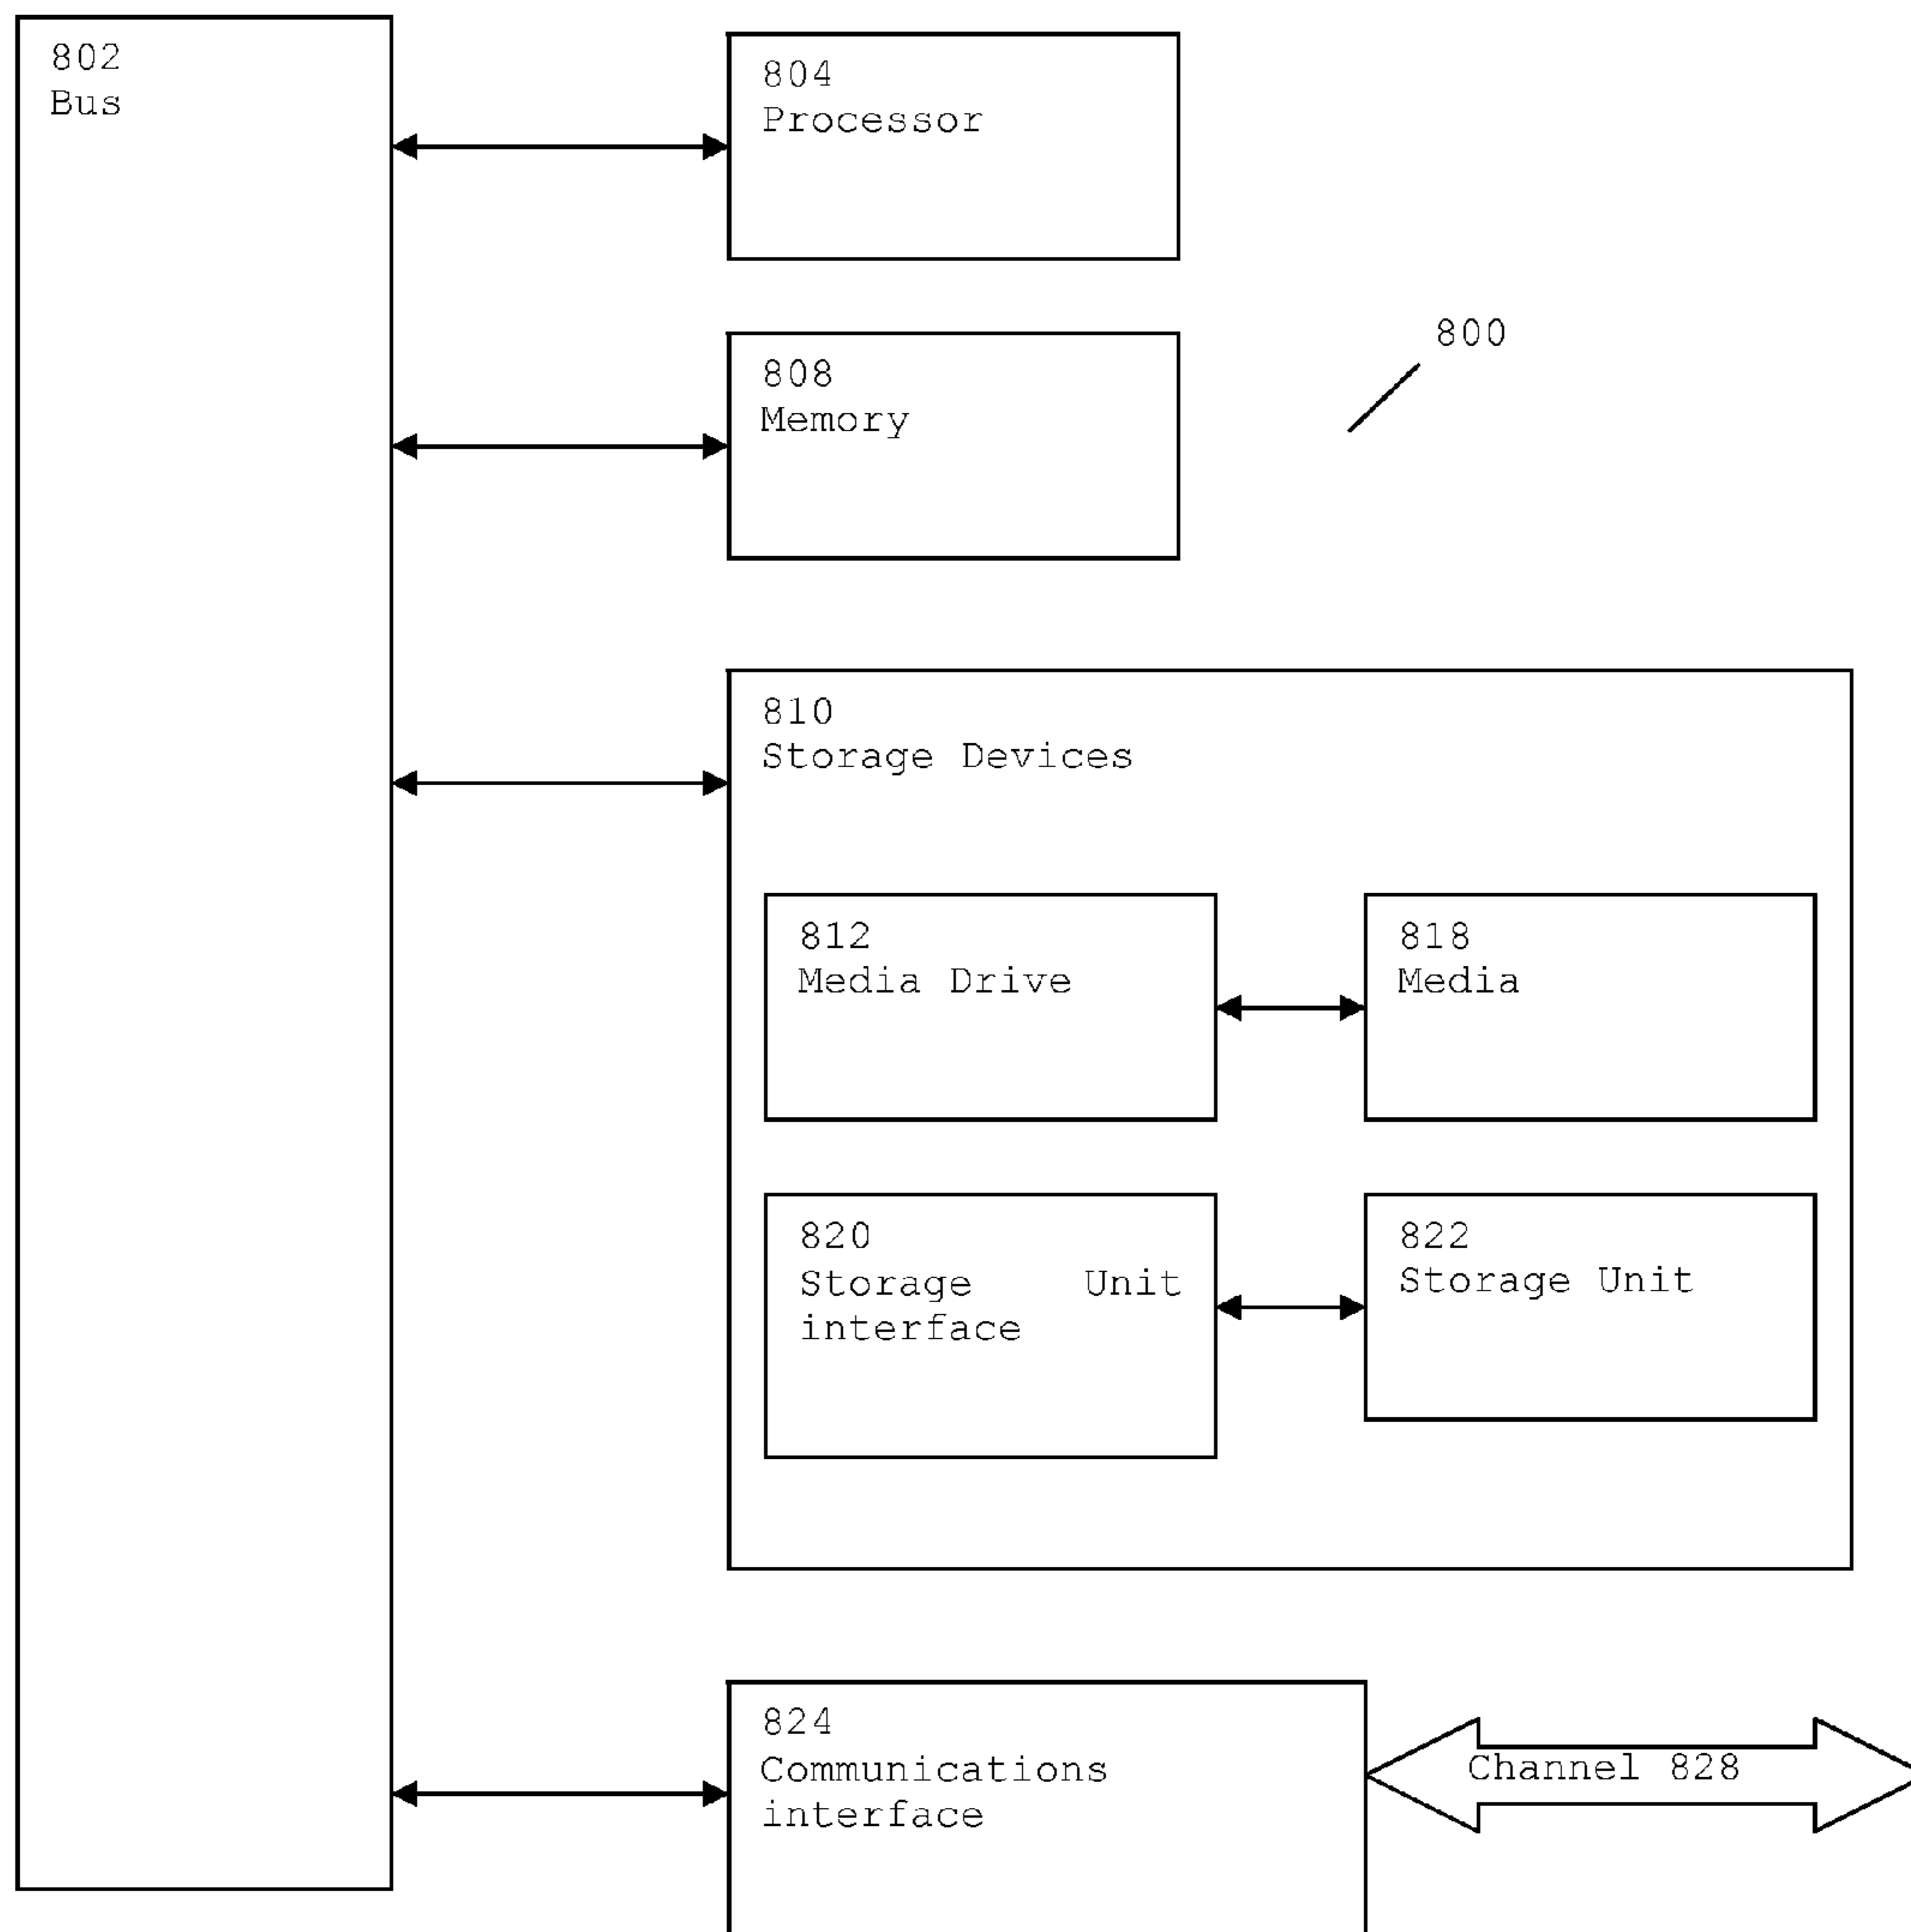 802
Bus
804
Processor
800
808
Memory
810
Storage Devices
812
Media Drive
818
Media
820
Storage Unit
interface
822
Storage Unit
824
Communications
interface
Channel 828